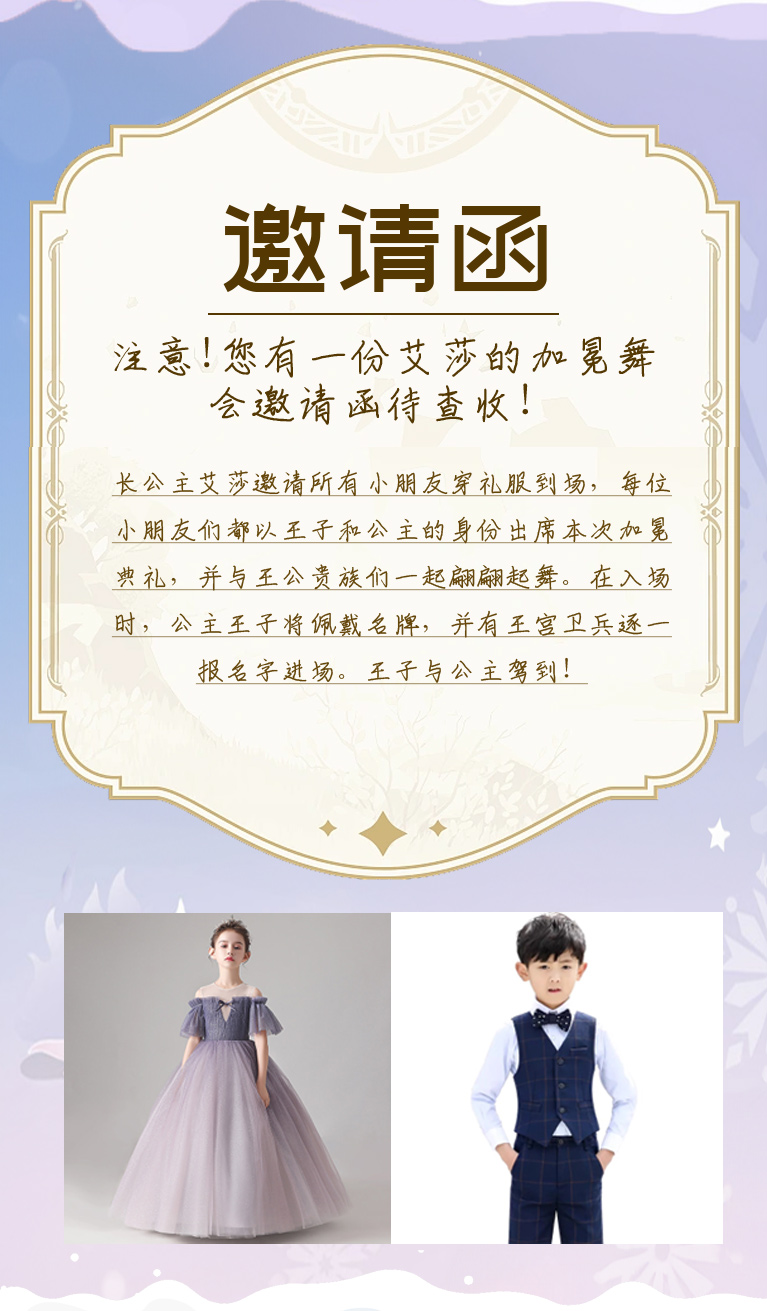 邀请函
注意!您有一份艾莎的加冕舞
会邀请函待查收!
长公主艾莎邀请所有小朋友穿礼服到场，每位
小朋友们都以王子和公主的身份出席本次加冕
典礼，并与王公贵族们一起翩翩起舞。在入场
时，公主王子将佩戴名牌，并有王宫卫兵逐一
报名字进场。王子与公主驾到!